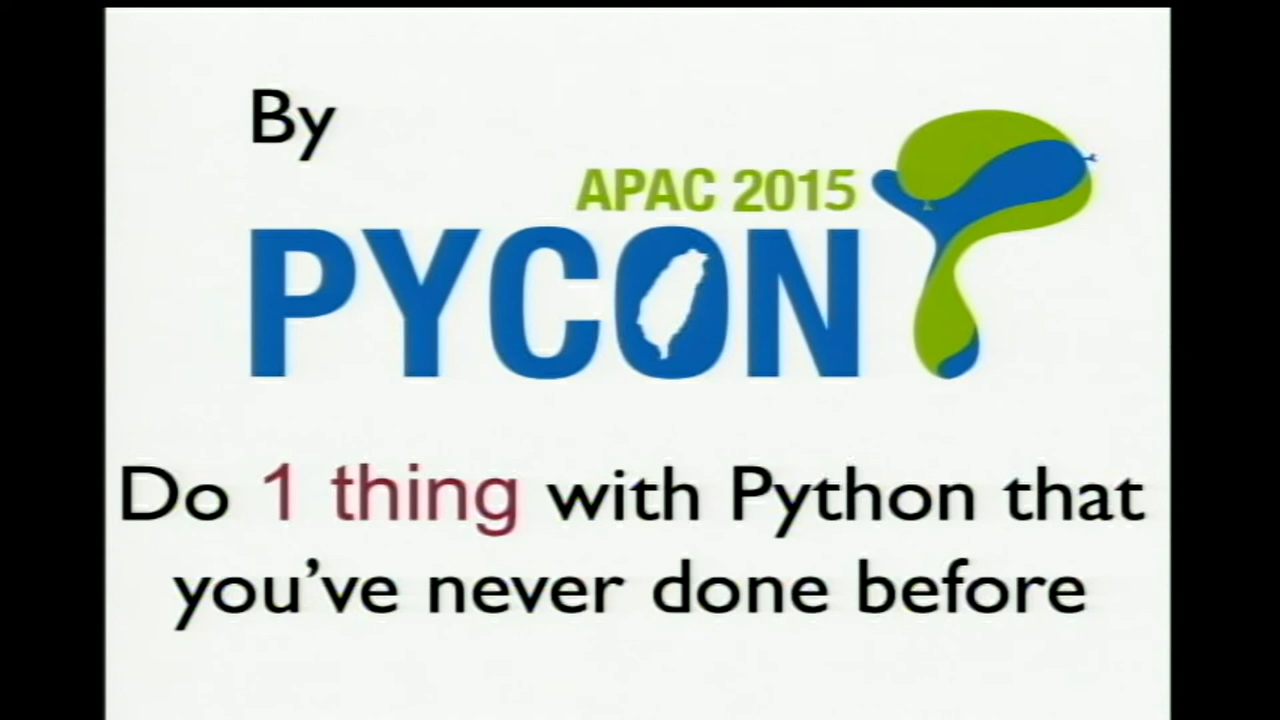 By
APAC 2015
PYCON
Do 1 thing with Python that
you've never done before